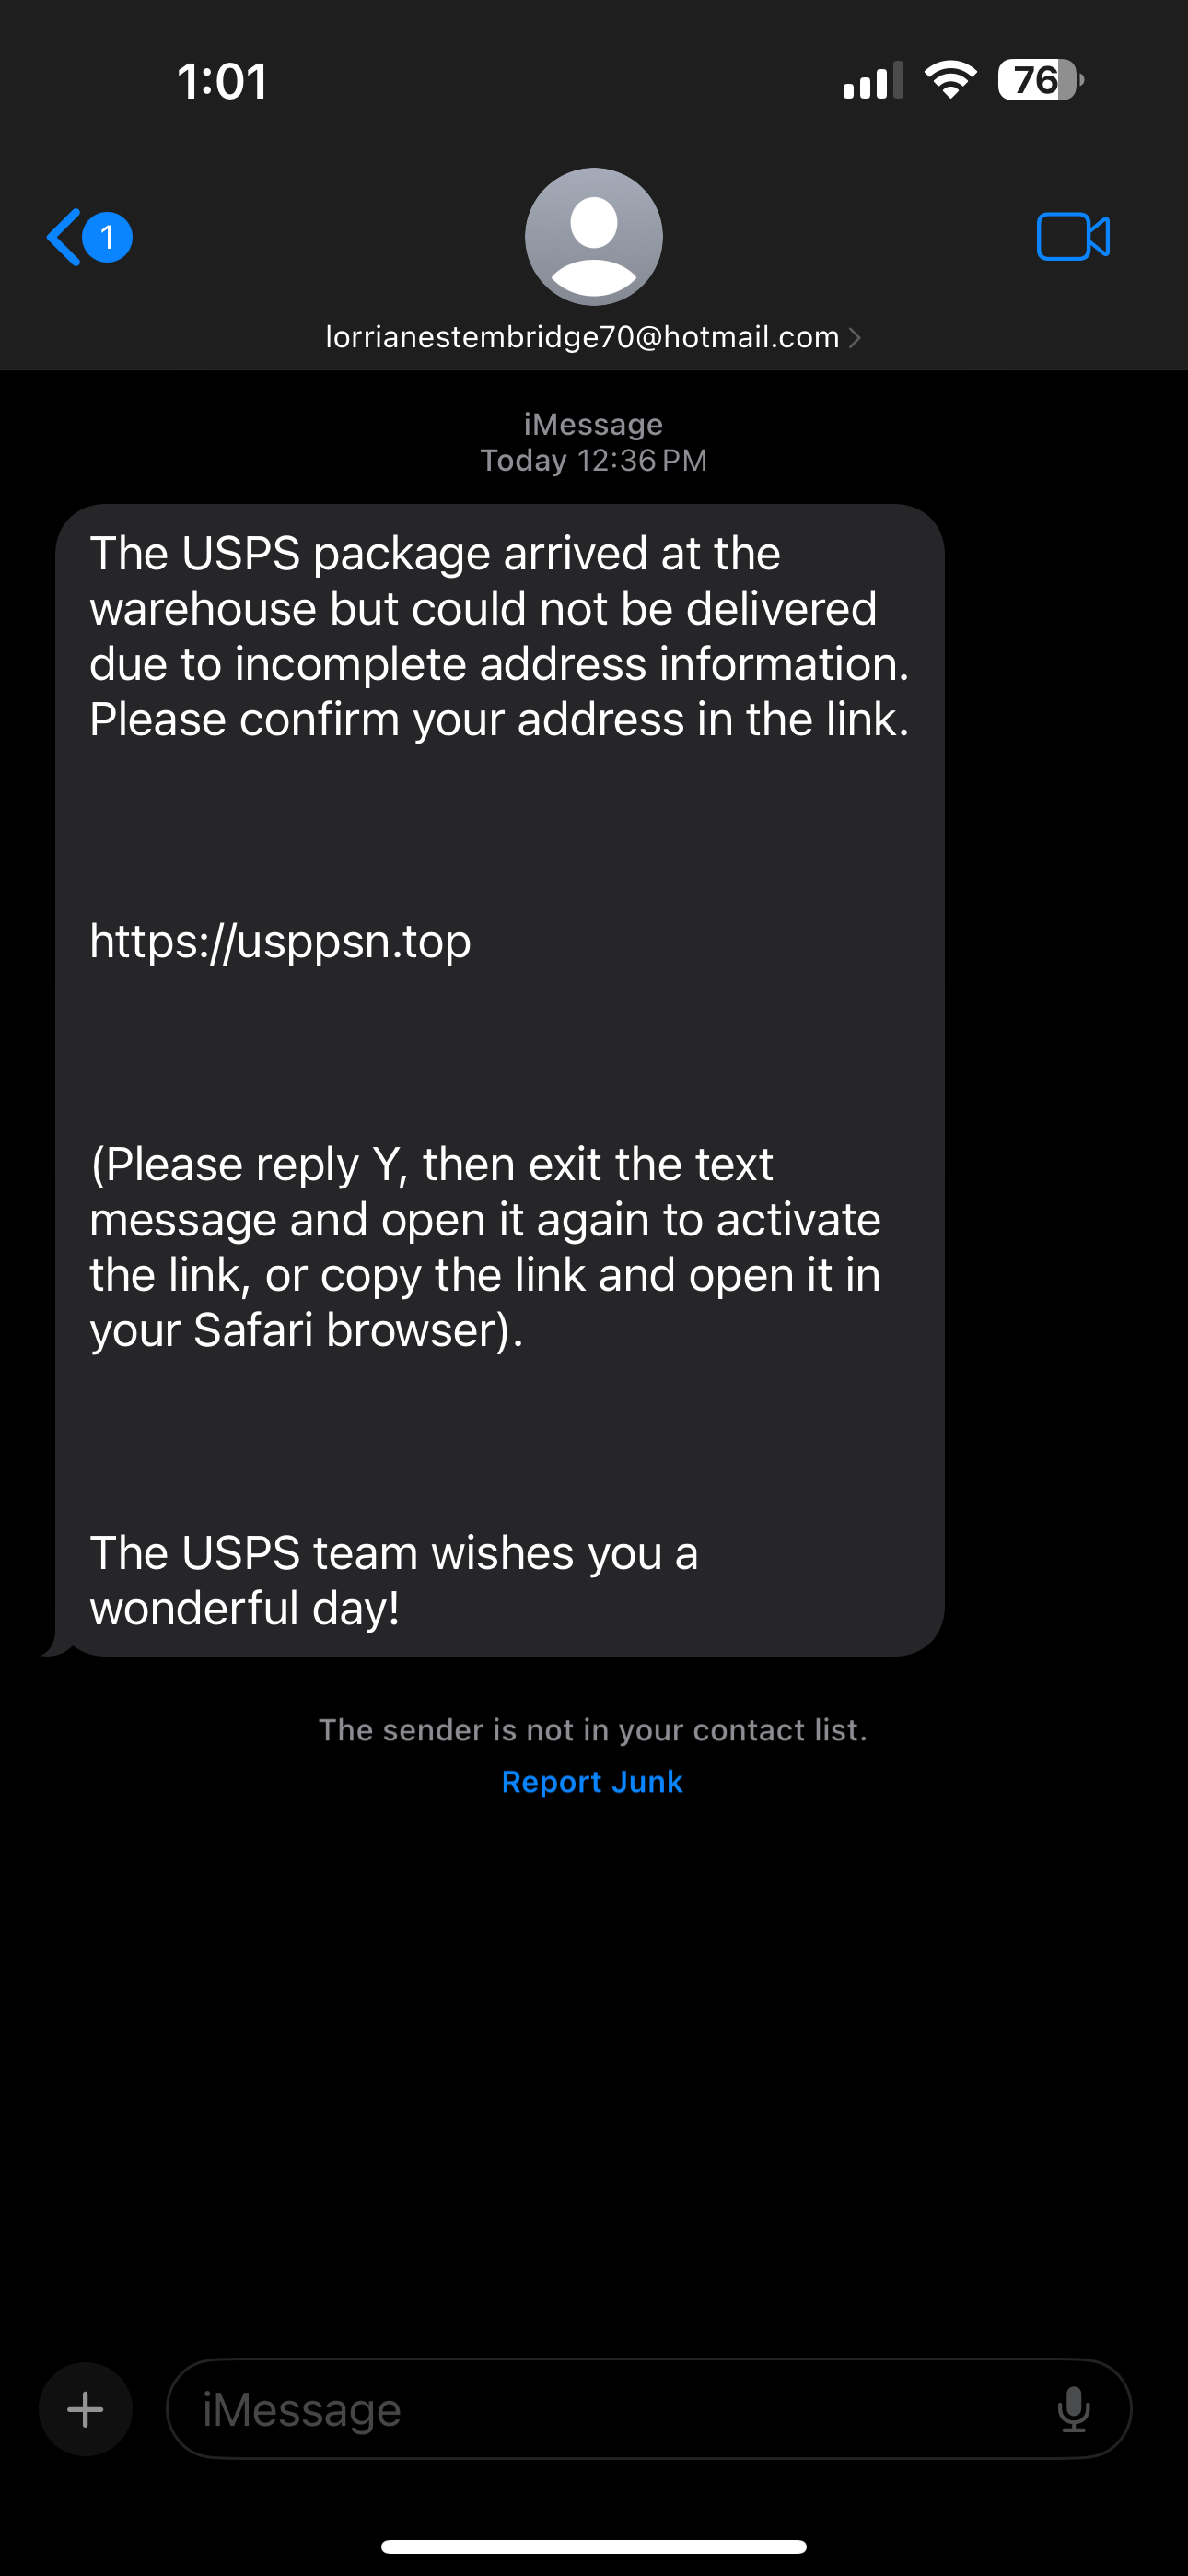 1:01
76
1
lorrianestembridge70@hotmail.com
iMessage
Today 12:36 PM
The USPS package arrived at the
warehouse but could not be delivered
due to incomplete address information.
Please confirm your address in the link.
https://usppsn.top
(Please reply Y, then exit the text
message and open it again to activate
the link, or copy the link and open it in
your Safari browser).
The USPS team wishes you a
wonderful day!
The sender is not in your contact list.
Report Junk
iMessage